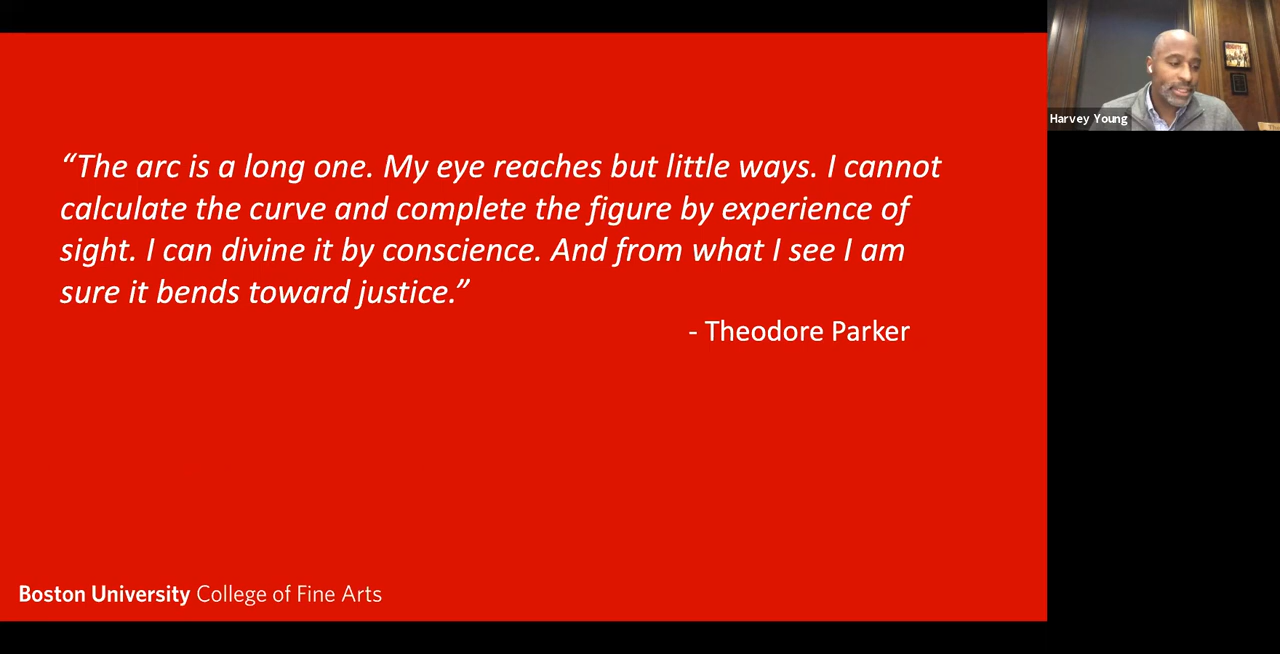 “The arc is a long one. My eye reaches but little ways. I cannot
calculate the curve and complete the figure by experience of
sight. I can divine it by conscience. And from what I see I am
sure it bends toward justice.”
- Theodore Parker
Boston University College of Fine Arts
Harvey Young